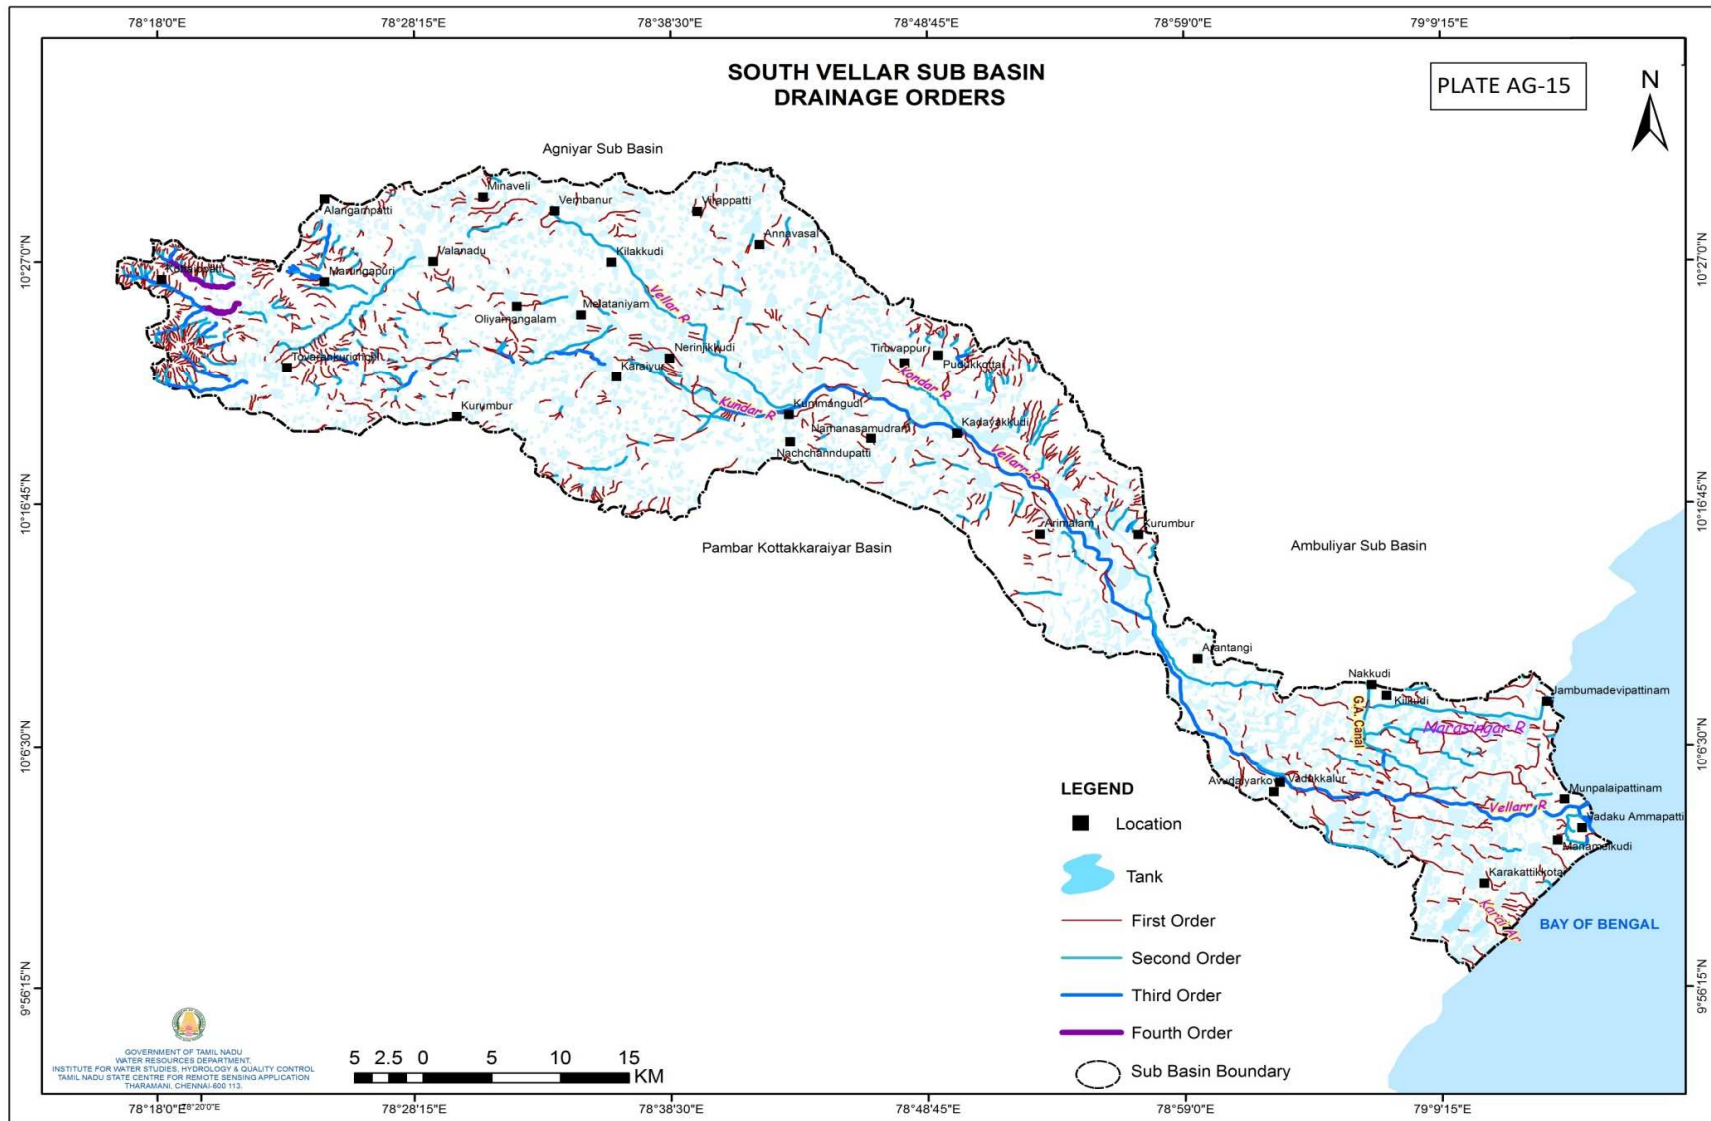 78°18'0"E
78°28'15"E
78°38'30"E
78°48'45"E
78°59'0"E
79°9'15"E
SOUTH VELLAR SUB BASIN
DRAINAGE ORDERS
PLATE AG-15
N
Agniyar Sub Basin
Minaveli
Alangampatti
Vembanur
Virappatti
Annavasal
Valanadu
Kilakkudi
10°27'0"N
10°27'0"N
Marungapuri
Vellar R
Oliyamangalam
Melataniyam
Tiruvappur
Pudukkottai
Nerinjikkudi
Karaiyur
Kondar R
Kundar R
Kurumbur
Kummangudi
Namanasamudram
Kadayakkudi
Nachchanndupatti
Vellarr R
10°16'45"N
10°16'45"N
Arimalam
Kurumbur
Pambar Kottakkaraiyar Basin
Ambuliyar Sub Basin
Arantangi
Nakkudi
Kilkudi
Jambumadevipattinam
G.A. Canal
Marasingar R
10°6'30"N
10°6'30"N
Vadakkalur
Munpalaipattinam
Vellarr R
Vadaku Ammapatti
Manamelkudi
Karakattikkotai
Karai Ar
BAY OF BENGAL
LEGEND
Location
Tank
First Order
Second Order
Third Order
Fourth Order
Sub Basin Boundary
9°56'15"N
9°56'15"N
GOVERNMENT OF TAMIL NADU
WATER RESOURCES DEPARTMENT,
INSTITUTE FOR WATER STUDIES, HYDROLOGY & QUALITY CONTROL
TAMIL NADU STATE CENTRE FOR REMOTE SENSING APPLICATION
THARAMANI, CHENNAI-600 113.
5 2.5 0 5 10 15
KM
78°18'0"E
78°20'0"E
78°28'15"E
78°38'30"E
78°48'45"E
78°59'0"E
79°9'15"E